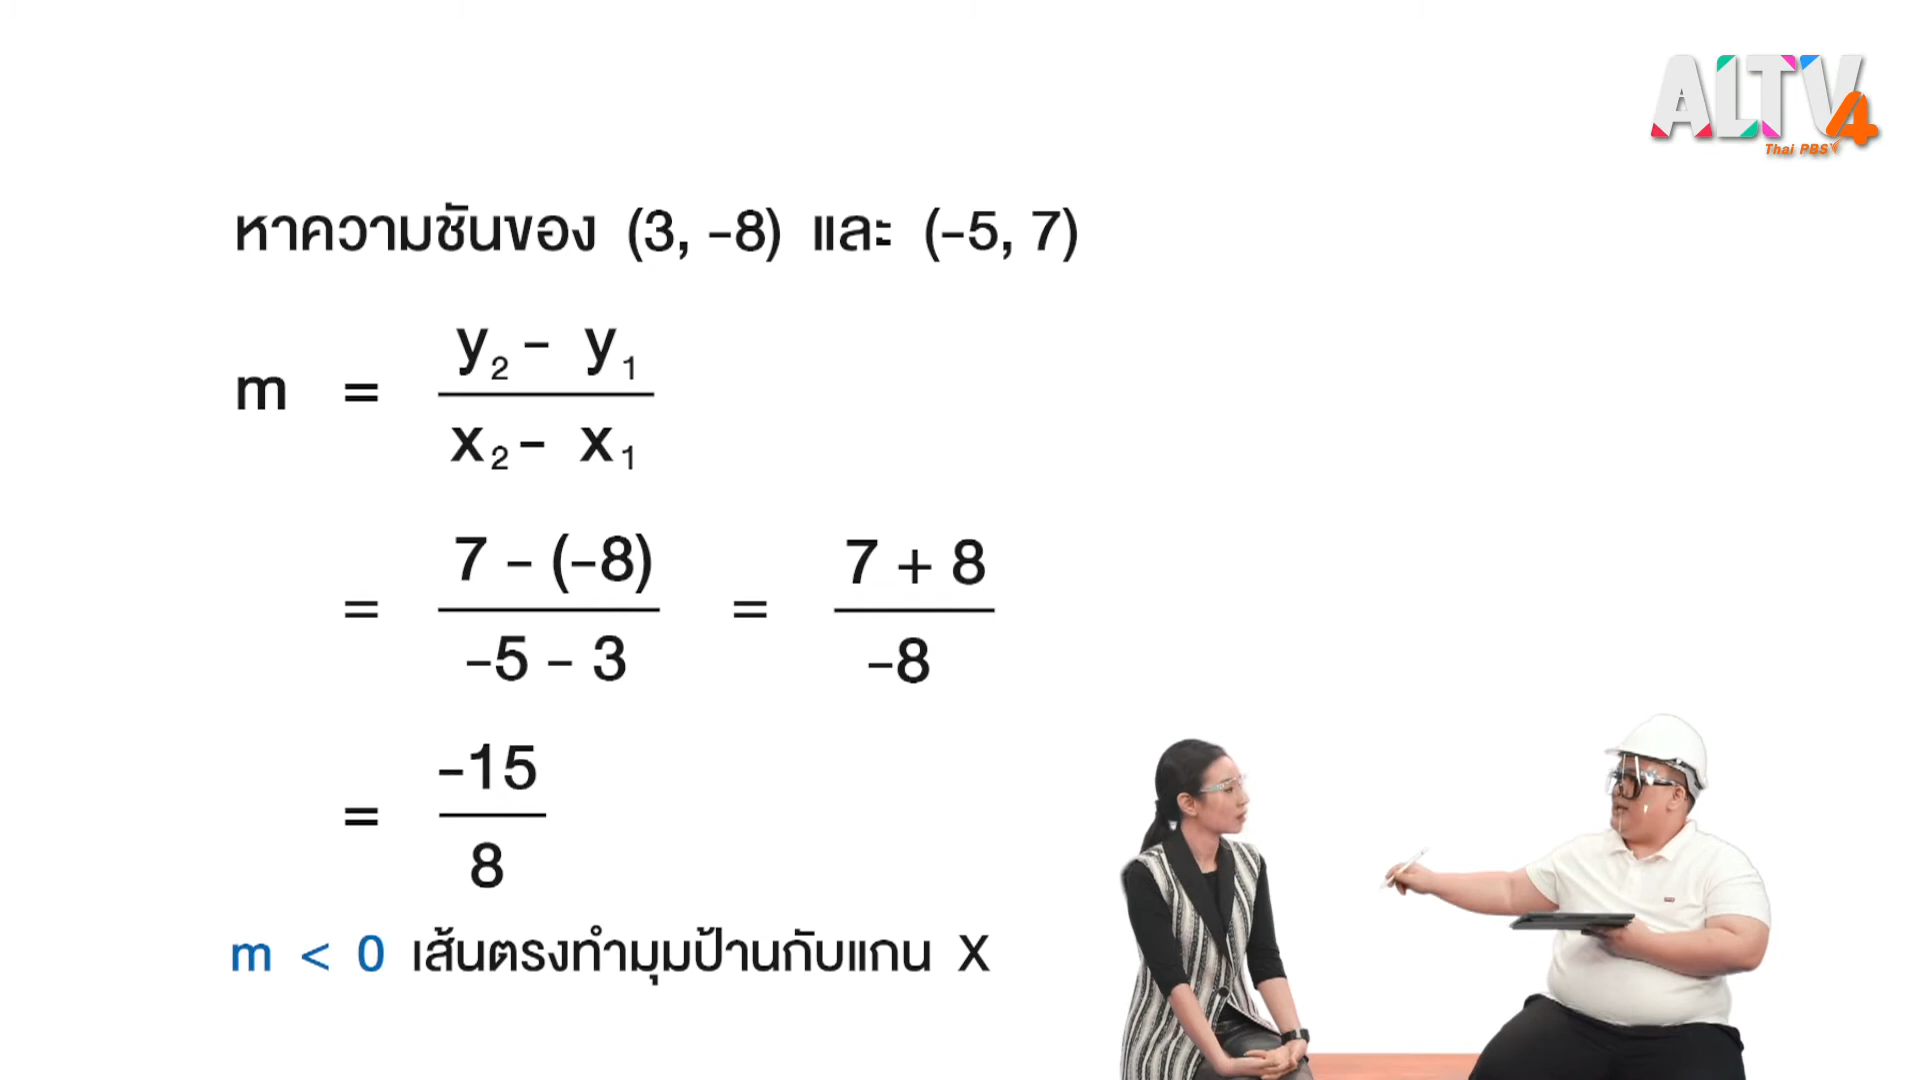 ALTV4
Thai PBS
หาความชันของ (3, -8) และ (-5, 7)
m = y₂ - y₁
x₂ - x₁
= 7 - (-8) = 7 + 8
-5 - 3 -8
= -15
8
m < 0 เส้นตรงทำมุมป้านกับแกน X